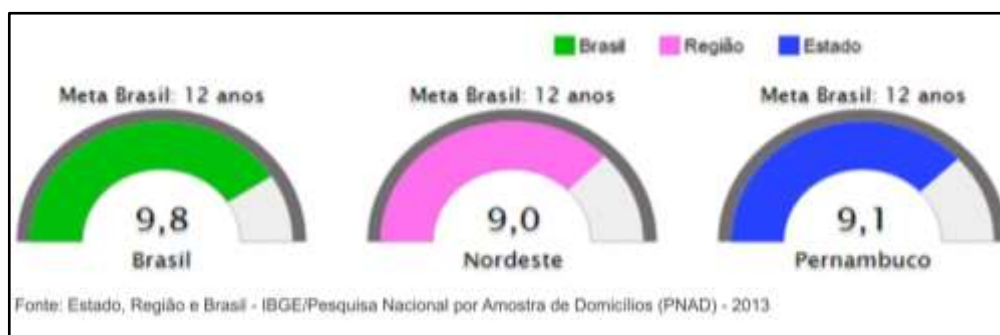 Brasil Região Estado
Meta Brasil: 12 anos Meta Brasil: 12 anos Meta Brasil: 12 anos
9,8 9,0 9,1
Brasil Nordeste Pernambuco
Fonte: Estado, Região e Brasil - IBGE/Pesquisa Nacional por Amostra de Domicílios (PNAD) - 2013